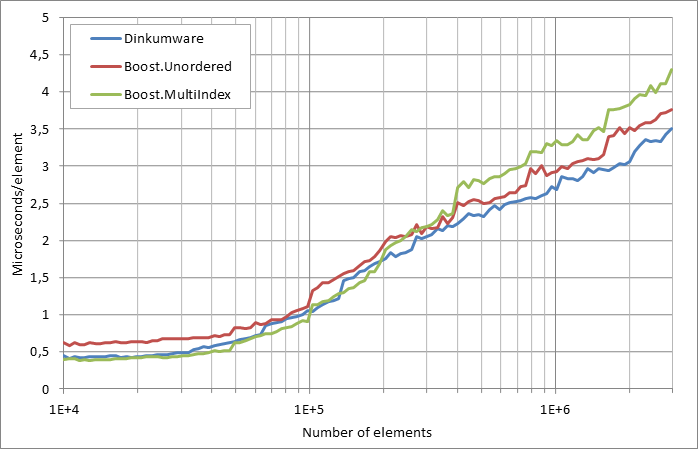 5
4,5
4
3,5
3
2,5
2
1,5
1
0,5
0
Microseconds/element
Dinkumware
Boost.Unordered
Boost.MultiIndex
1E+4 1E+5 1E+6
Number of elements